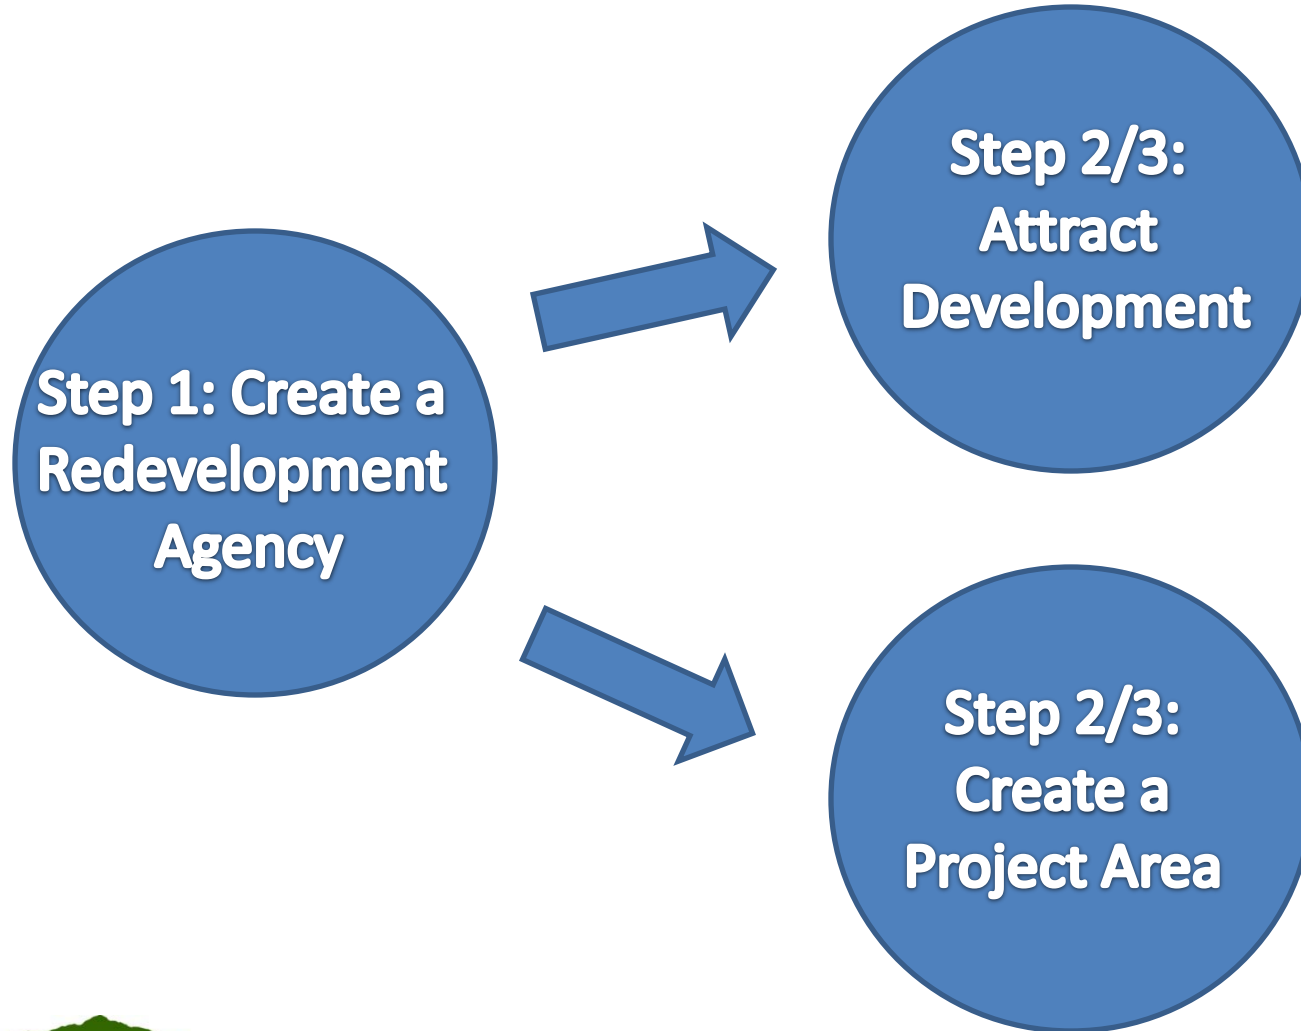 Step 1: Create a
Redevelopment
Agency
Step 2/3:
Attract
Development
Step 2/3:
Create a
Project Area